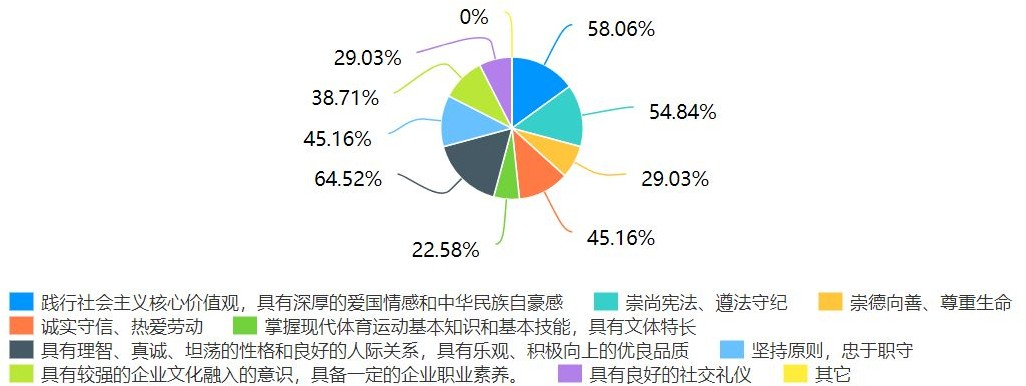 0%
58.06%
29.03%
38.71%
54.84%
45.16%
64.52%
29.03%
45.16%
22.58%
践行社会主义核心价值观，具有深厚的爱国情感和中华民族自豪感 崇尚宪法、遵法守纪 崇德向善、尊重生命
诚实守信、热爱劳动 掌握现代体育运动基本知识和基本技能，具有文体特长
具有理智、真诚、坦荡的性格和良好的人际关系，具有乐观、积极向上的优良品质 坚持原则，忠于职守
具有较强的企业文化融入的意识，具备一定的企业职业素养。 具有良好的社交礼仪 其它